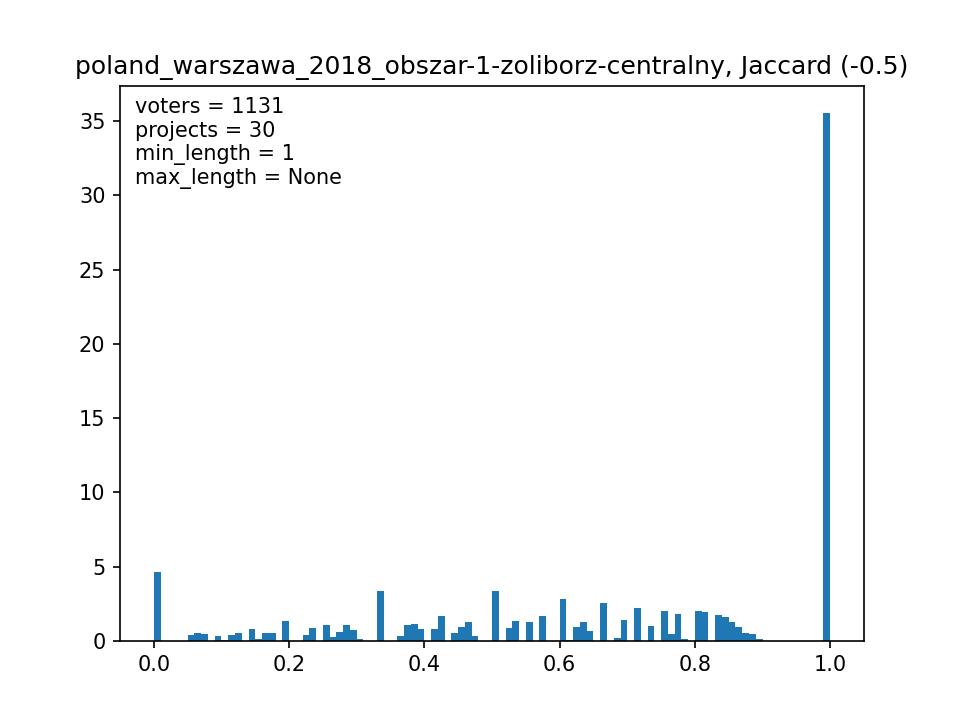 poland_warszawa_2018_obszar-1-zoliborz-centralny, Jaccard (-0.5)
voters = 1131
projects = 30
min_length = 1
max_length = None
35
30
25
20
15
10
5
0
0.0 0.2 0.4 0.6 0.8 1.0